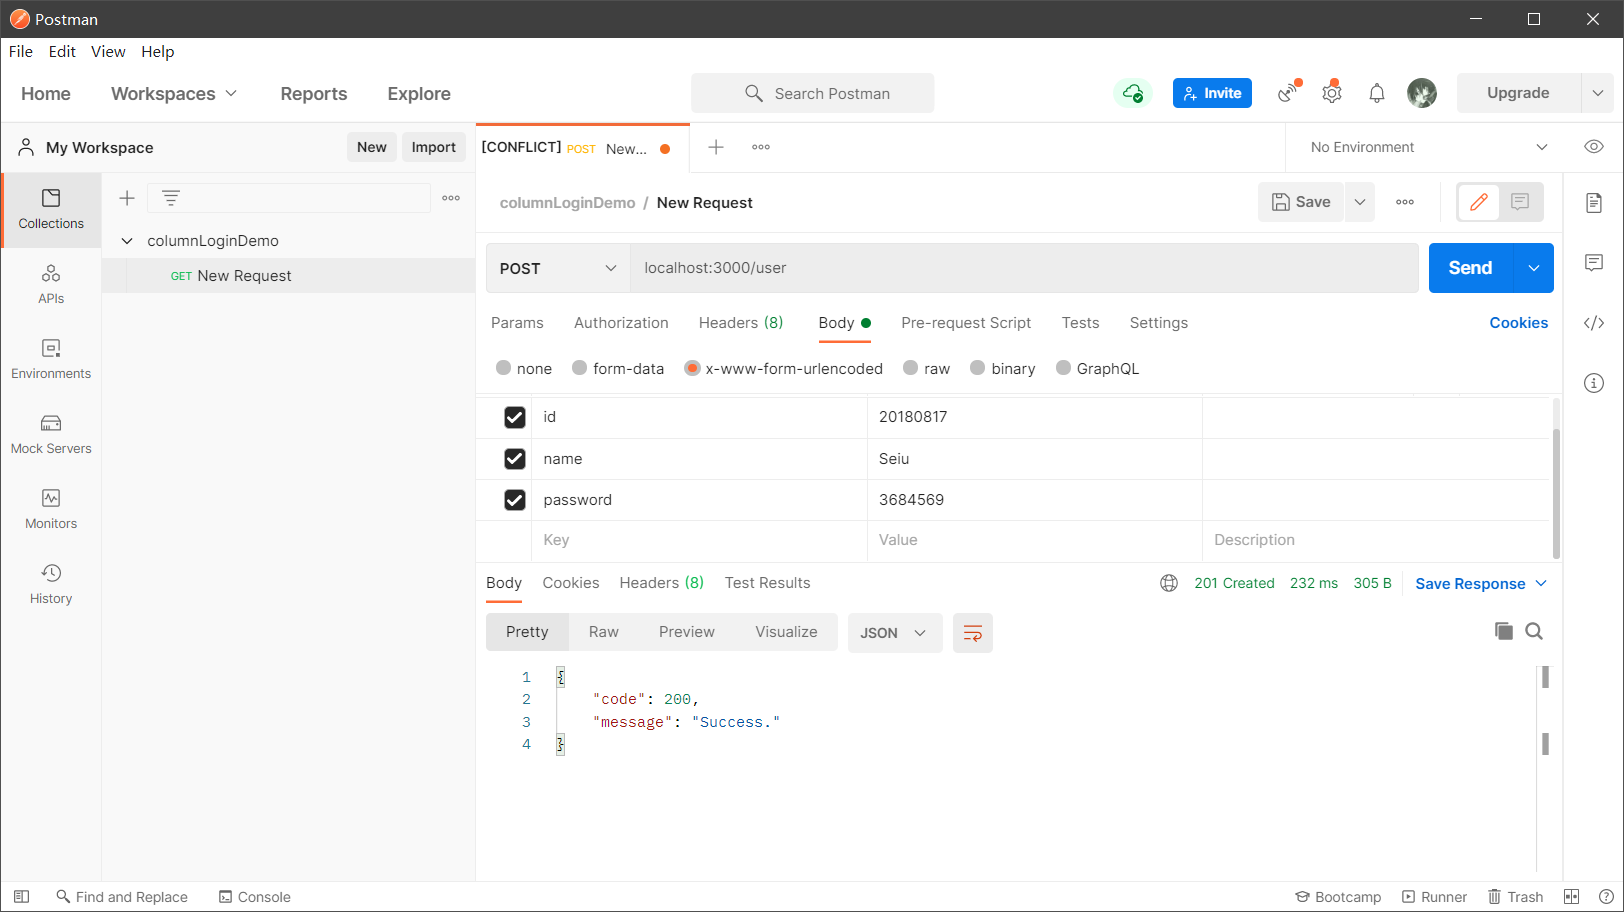 Postman
File Edit View Help
Home Workspaces Reports Explore Search Postman Invite Upgrade
My Workspace New Import [CONFLICT] POST New... No Environment
Collections
columnLoginDemo / New Request Save
columnLoginDemo
GET New Request
POST localhost:3000/user Send
APIs
Params Authorization Headers (8) Body Pre-request Script Tests Settings Cookies
Environments
none form-data x-www-form-urlencoded raw binary GraphQL
id 20180817
Mock Servers
name Seiu
password 3684569
Monitors
Key Value Description
History
Body Cookies Headers (8) Test Results 201 Created 232 ms 305 B Save Response
Pretty Raw Preview Visualize JSON
1 {
2 "code": 200,
3 "message": "Success."
4 }
Find and Replace Console Bootcamp Runner Trash